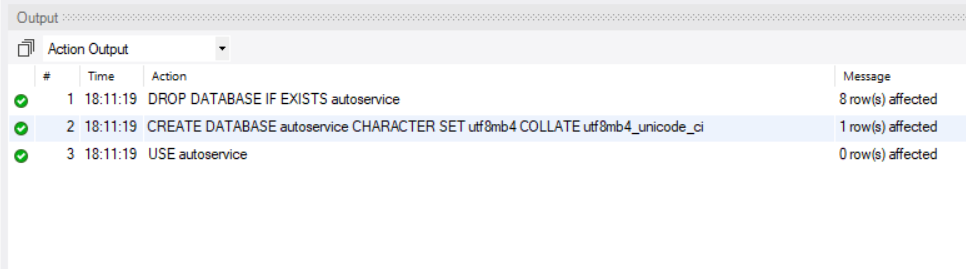 Output
Action Output
# Time Action Message
1 18:11:19 DROP DATABASE IF EXISTS autoservice 8 row(s) affected
2 18:11:19 CREATE DATABASE autoservice CHARACTER SET utf8mb4 COLLATE utf8mb4_unicode_ci 1 row(s) affected
3 18:11:19 USE autoservice 0 row(s) affected